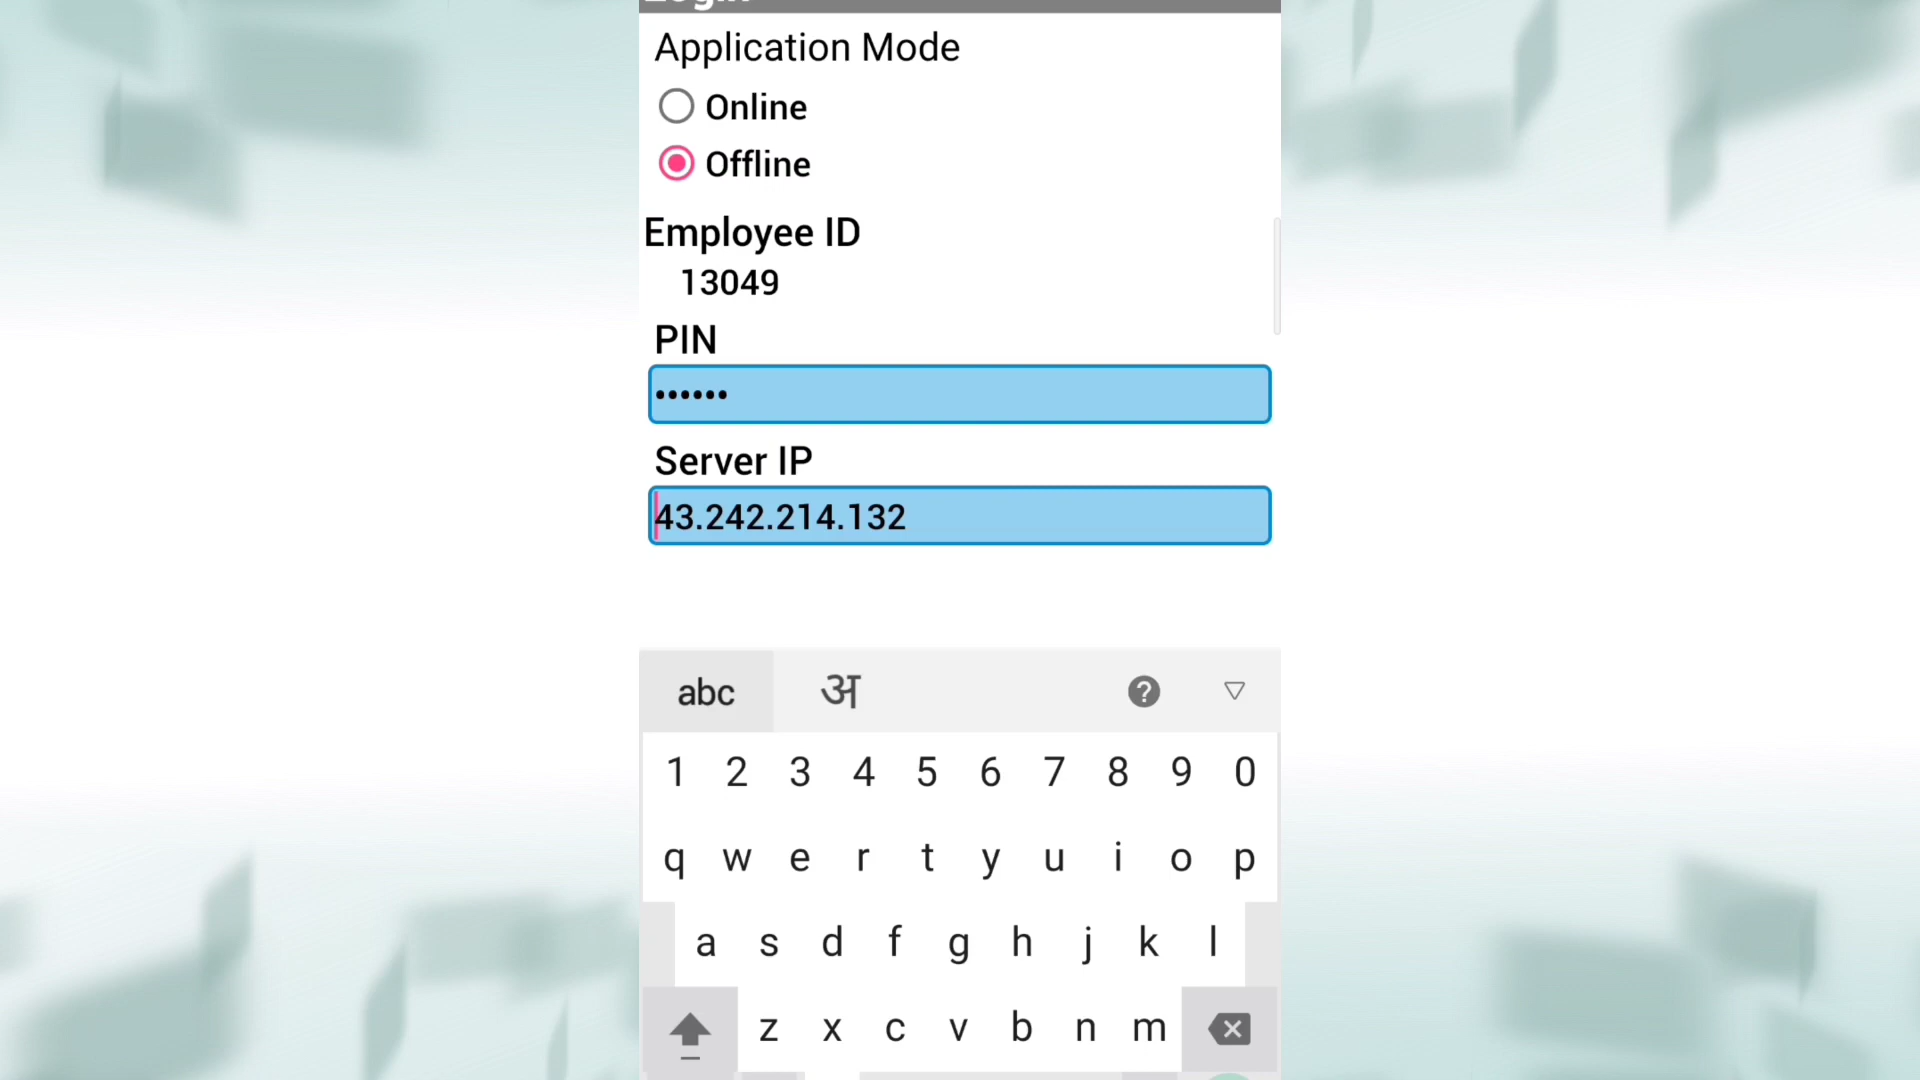 Login
Application Mode
Online
Offline
Employee ID
13049
PIN
••••••
Server IP
43.242.214.132
abc अ ?
1 2 3 4 5 6 7 8 9 0
q w e r t y u i o p
a s d f g h j k l
z x c v b n m